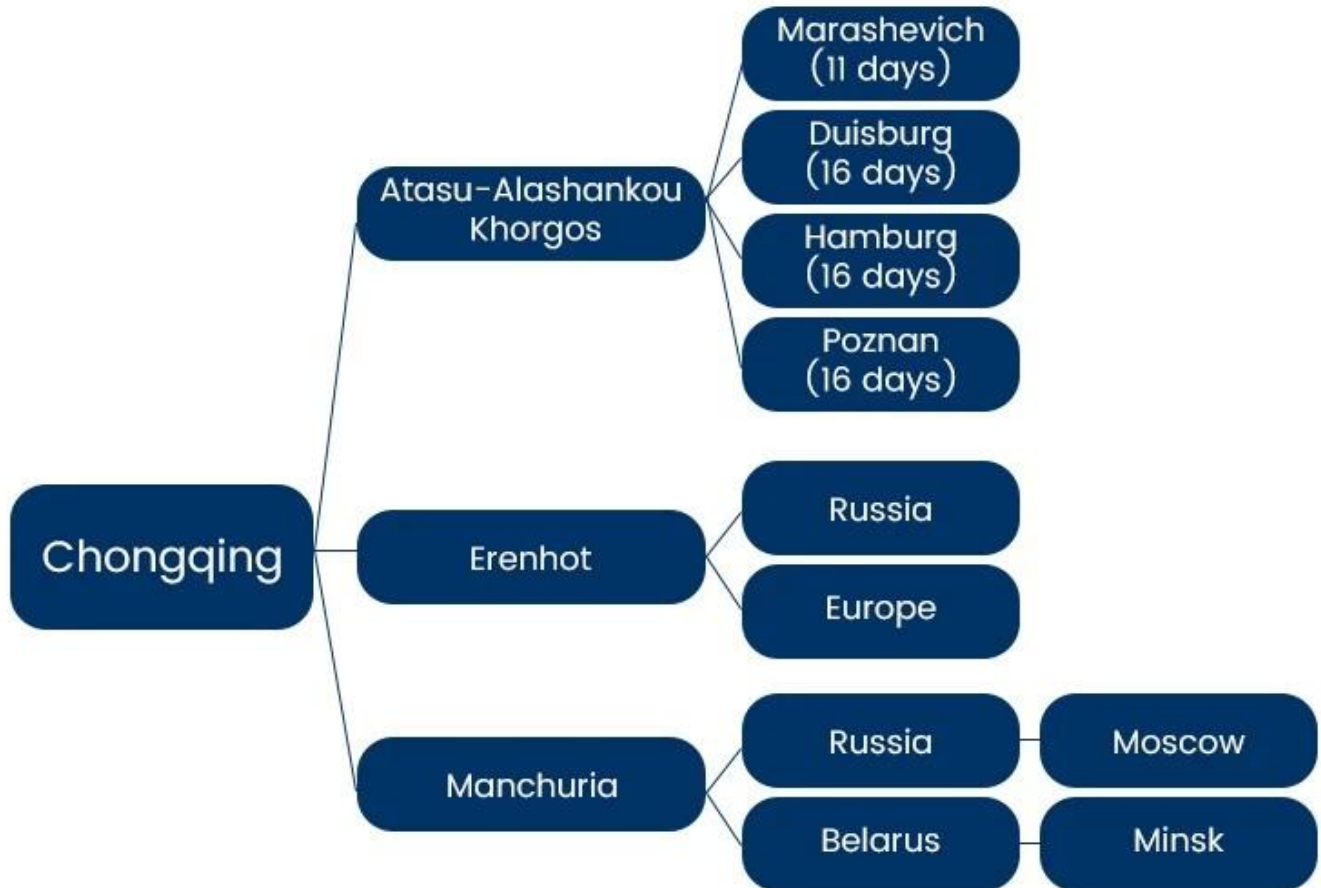 Marashevich
(11 days)
Duisburg
(16 days)
Atasu-Alashankou
Khorgos
Hamburg
(16 days)
Poznan
(16 days)
Chongqing
Erenhot
Russia
Europe
Manchuria
Russia
Moscow
Belarus
Minsk